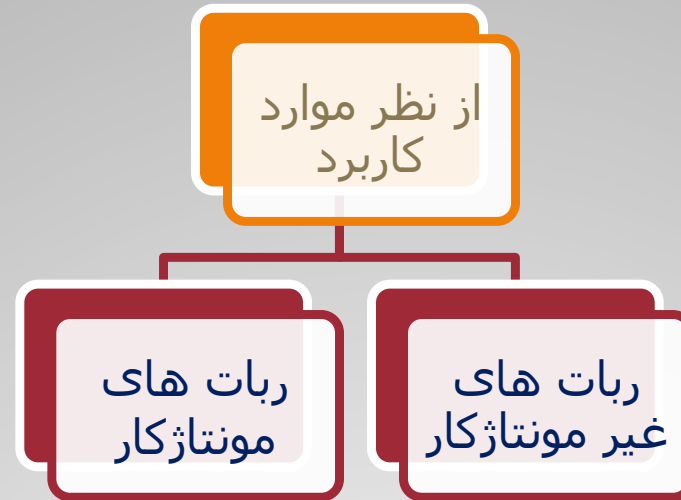 از نظر موارد
کاربرد
ربات های
غیر مونتاژکار
ربات های
مونتاژکار